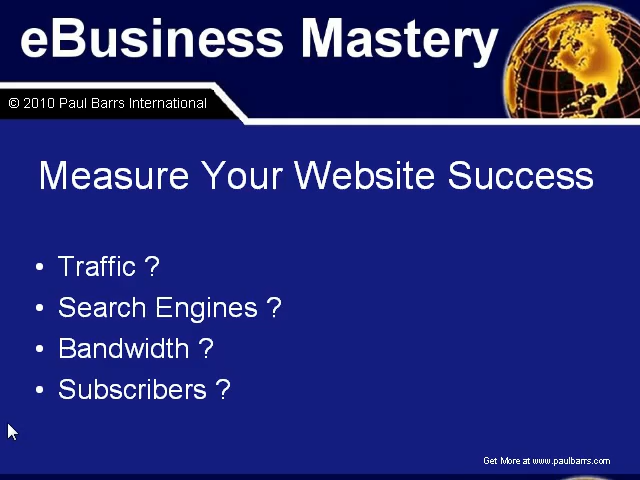 eBusiness Mastery
© 2010 Paul Barrs International
Measure Your Website Success
• Traffic ?
• Search Engines ?
• Bandwidth ?
• Subscribers ?
Get More at www.paulbarrs.com